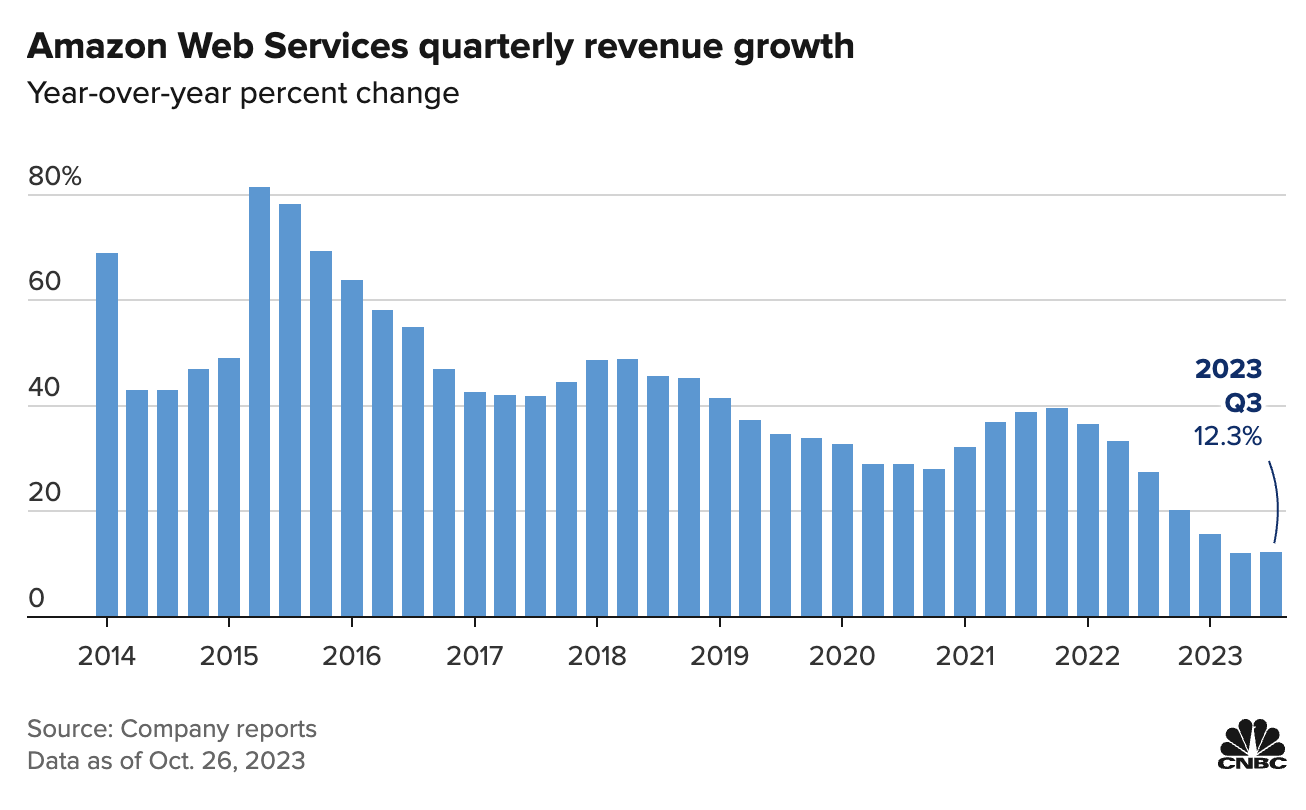 Amazon Web Services quarterly revenue growth
Year-over-year percent change
80%
60
40
20
0
2023
Q3
12.3%
2014 2015 2016 2017 2018 2019 2020 2021 2022 2023
Source: Company reports
Data as of Oct. 26, 2023
CNBC